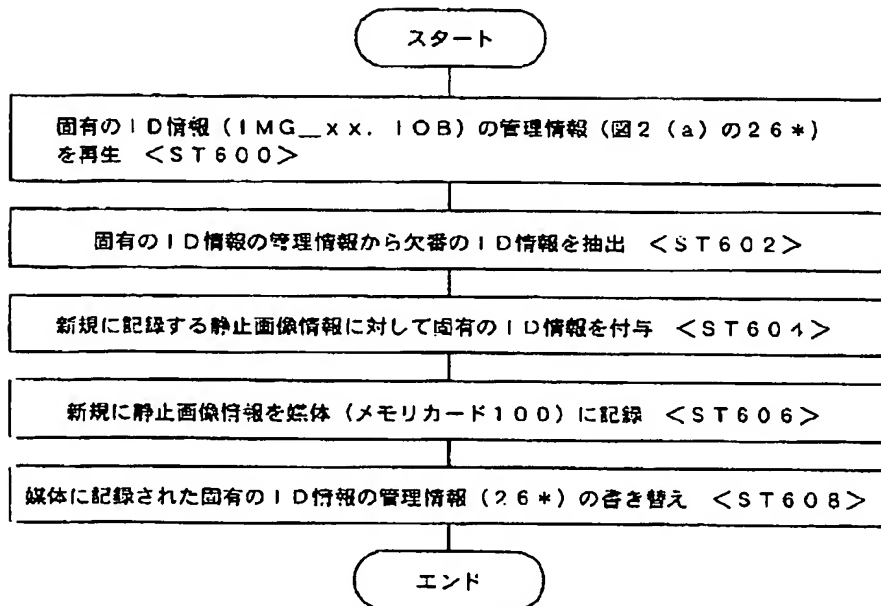 スタート
固有のID情報(IMG__xx. IOB)の管理情報(図2(a)の26*)
を再生 <ST600>
固有のID情報の管理情報から欠番のID情報を抽出 <ST602>
新規に記録する静止画像情報に対して固有のID情報を付与 <ST604>
新規に静止画像情報を媒体(メモリカード100)に記録 <ST606>
媒体に記録された固有のID情報の管理情報(26*)の書き替え <ST608>
エンド